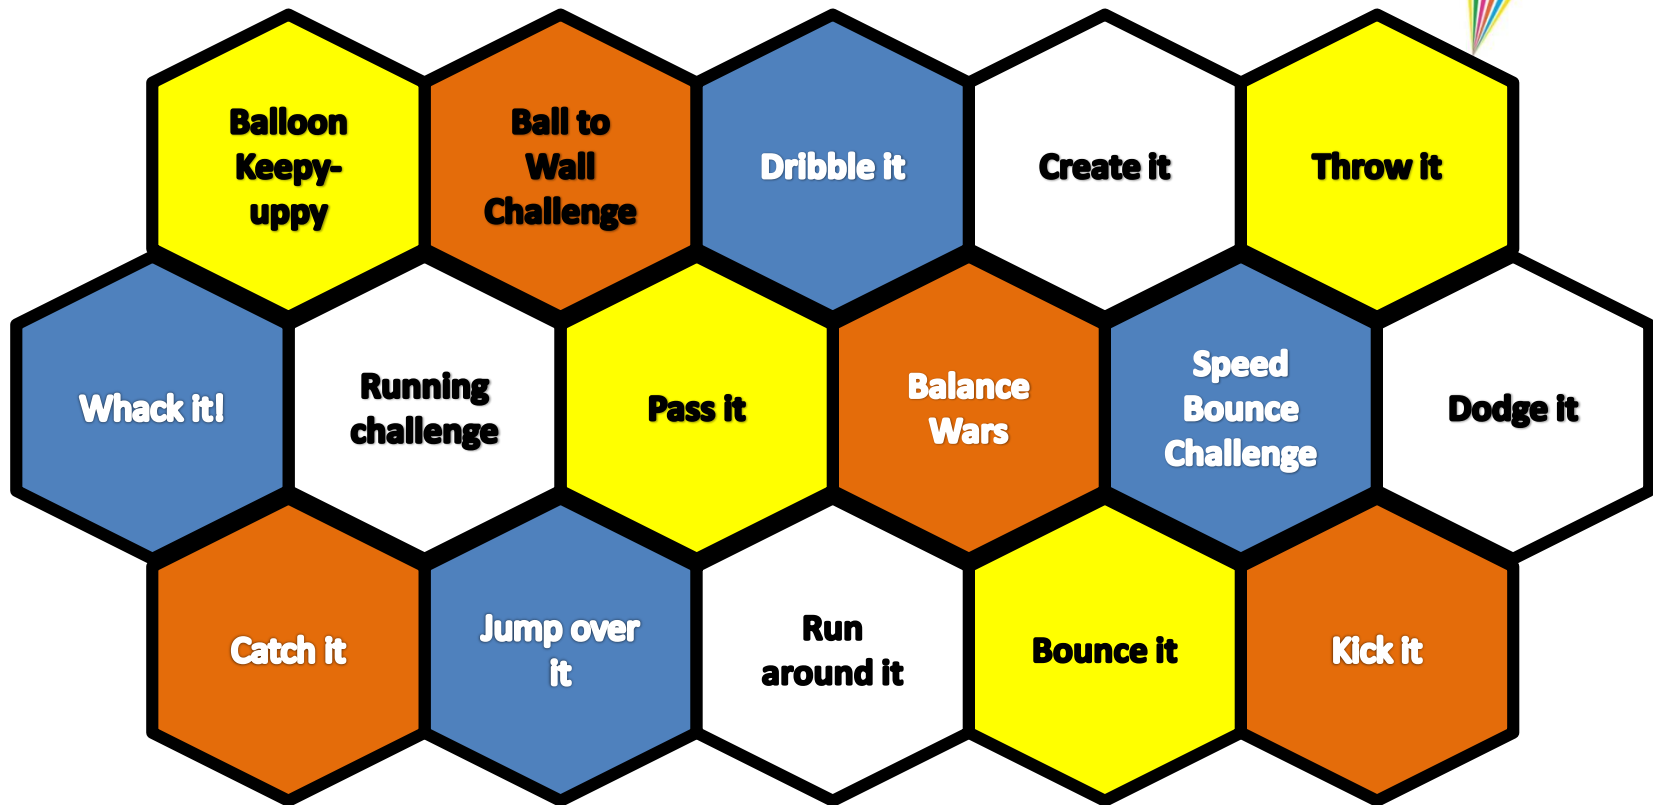 Balloon
Keepy-
uppy
Ball to
Wall
Challenge
Dribble it
Create it
Throw it
Whack it!
Running
challenge
Pass it
Balance
Wars
Speed
Bounce
Challenge
Dodge it
Catch it
Jump over
it
Run
around it
Bounce it
Kick it